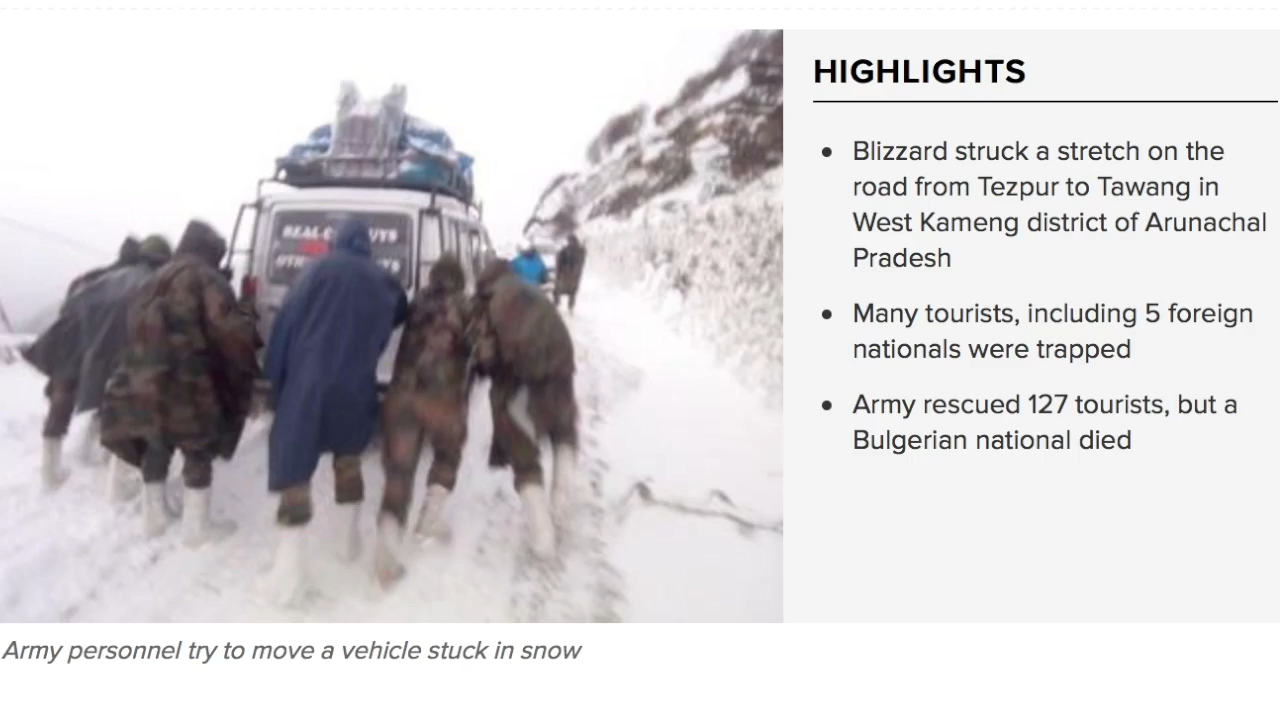 HIGHLIGHTS
Blizzard struck a stretch on the
road from Tezpur to Tawang in
West Kameng district of Arunachal
Pradesh
Many tourists, including 5 foreign
nationals were trapped
Army rescued 127 tourists, but a
Bulgerian national died
REAL
Army personnel try to move a vehicle stuck in snow